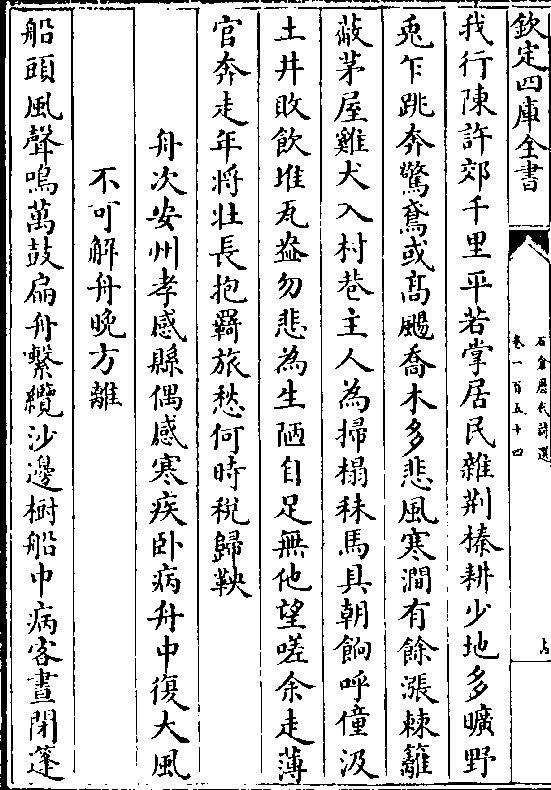 欽定四庫全書
石倉歷代詩選
卷一百五十四
我行陳許郊千里平若掌居民雜荆榛耕少地多曠野
兎乍跳奔驚鳶或髙颺喬木多悲風寒澗有餘漲棘籬
蔽茅屋雞犬入村巷主人為掃榻秣馬具朝餉呼僮汲
土井敗飲堆瓦盎勿悲為生陋自足無他望嗟余走薄
官奔走年將壯長抱羇旅愁何時稅歸鞅
舟次安州孝感縣偶感寒疾卧病舟中復大風
不可解舟晚方離
船頭風聲鳴萬鼓扁舟繫纜沙邊樹船中病客晝閉篷